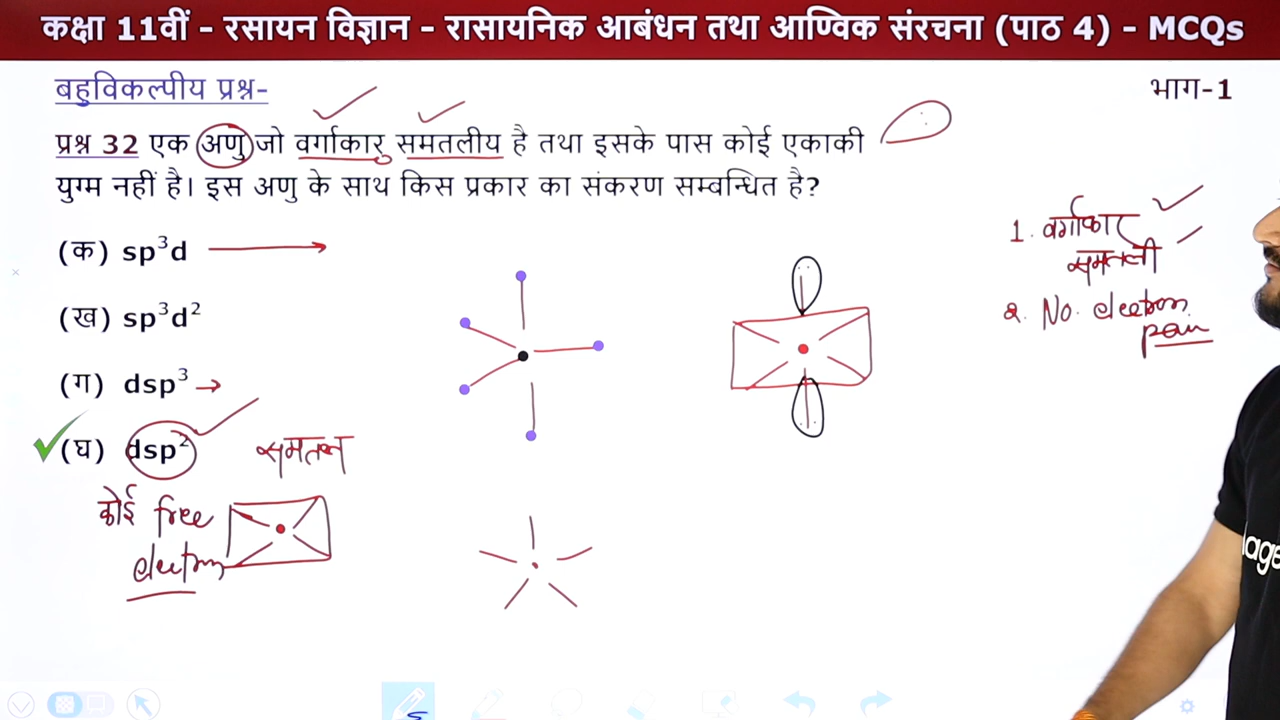 कक्षा 11वीं - रसायन विज्ञान - रासायनिक आबंधन तथा आण्विक संरचना (पाठ 4) - MCQs
बहुविकल्पीय प्रश्न-
भाग-1
प्रश्न 32 एक अणु जो वर्गाकार समतलीय है तथा इसके पास कोई एकाकी
युग्म नहीं है। इस अणु के साथ किस प्रकार का संकरण सम्बन्धित है?
(क) sp³d
(ख) sp³d²
(ग) dsp³
(घ) dsp²
समतल
कोई free
electron
1. वर्गाकार
समतली
2. No. electron
pair